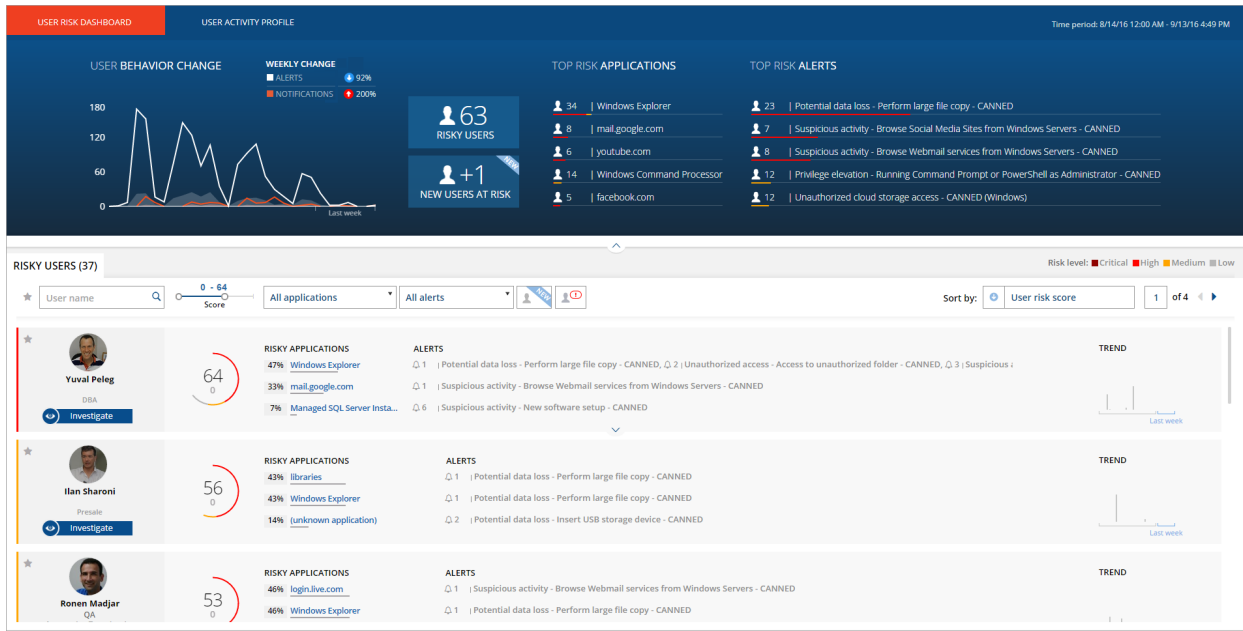 USER RISK DASHBOARD
USER ACTIVITY PROFILE
Time period: 8/14/16 12:00 AM - 9/13/16 4:49 PM
USER BEHAVIOR CHANGE
WEEKLY CHANGE
ALERTS 92%
NOTIFICATIONS 200%
180
120
60
0
Last week
63
RISKY USERS
NEW
+1
NEW USERS AT RISK
TOP RISK APPLICATIONS
34 | Windows Explorer
8 | mail.google.com
6 | youtube.com
14 | Windows Command Processor
5 | facebook.com
TOP RISK ALERTS
23 | Potential data loss - Perform large file copy - CANNED
7 | Suspicious activity - Browse Social Media Sites from Windows Servers - CANNED
8 | Suspicious activity - Browse Webmail services from Windows Servers - CANNED
12 | Privilege elevation - Running Command Prompt or PowerShell as Administrator - CANNED
12 | Unauthorized cloud storage access - CANNED (Windows)
RISKY USERS (37)
Risk level: Critical High Medium Low
User name
0 - 64
Score
All applications
All alerts
NEW
Sort by: User risk score
1 of 4
Yuval Peleg
DBA
Investigate
64
0
RISKY APPLICATIONS
47% Windows Explorer
33% mail.google.com
7% Managed SQL Server Insta...
ALERTS
1 | Potential data loss - Perform large file copy - CANNED, 2 | Unauthorized access - Access to unauthorized folder - CANNED, 3 | Suspicious a
1 | Suspicious activity - Browse Webmail services from Windows Servers - CANNED
6 | Suspicious activity - New software setup - CANNED
TREND
Last week
Ilan Sharoni
Presale
Investigate
56
0
RISKY APPLICATIONS
43% libraries
43% Windows Explorer
14% (unknown application)
ALERTS
1 | Potential data loss - Perform large file copy - CANNED
1 | Potential data loss - Perform large file copy - CANNED
2 | Potential data loss - Insert USB storage device - CANNED
TREND
Last week
Ronen Madjar
QA
53
0
RISKY APPLICATIONS
46% login.live.com
46% Windows Explorer
ALERTS
1 | Suspicious activity - Browse Webmail services from Windows Servers - CANNED
1 | Potential data loss - Perform large file copy - CANNED
TREND